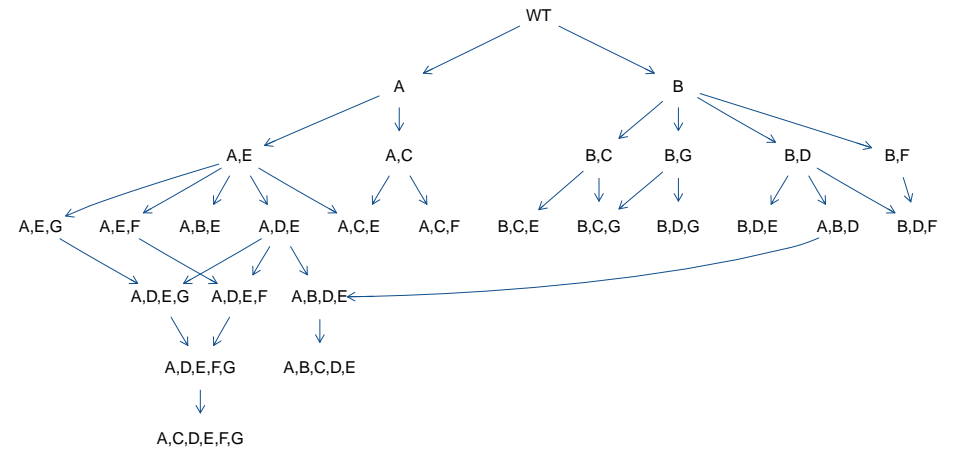 WT
A
B
A,E
A,C
B,C
B,G
B,D
B,F
A,E,G
A,E,F
A,B,E
A,D,E
A,C,E
A,C,F
B,C,E
B,C,G
B,D,G
B,D,E
A,B,D
B,D,F
A,D,E,G
A,D,E,F
A,B,D,E
A,D,E,F,G
A,B,C,D,E
A,C,D,E,F,G